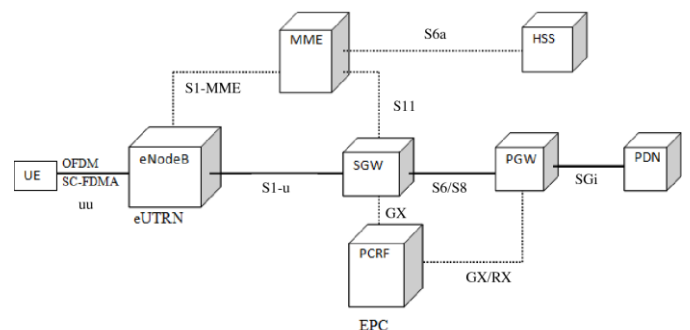 MME
S6a
HSS
S1-MME
S11
eNodeB
UE
OFDM
SC-FDMA
uu
eUTRN
S1-u
SGW
S6/S8
PGW
SGi
PDN
GX
PCRF
GX/RX
EPC